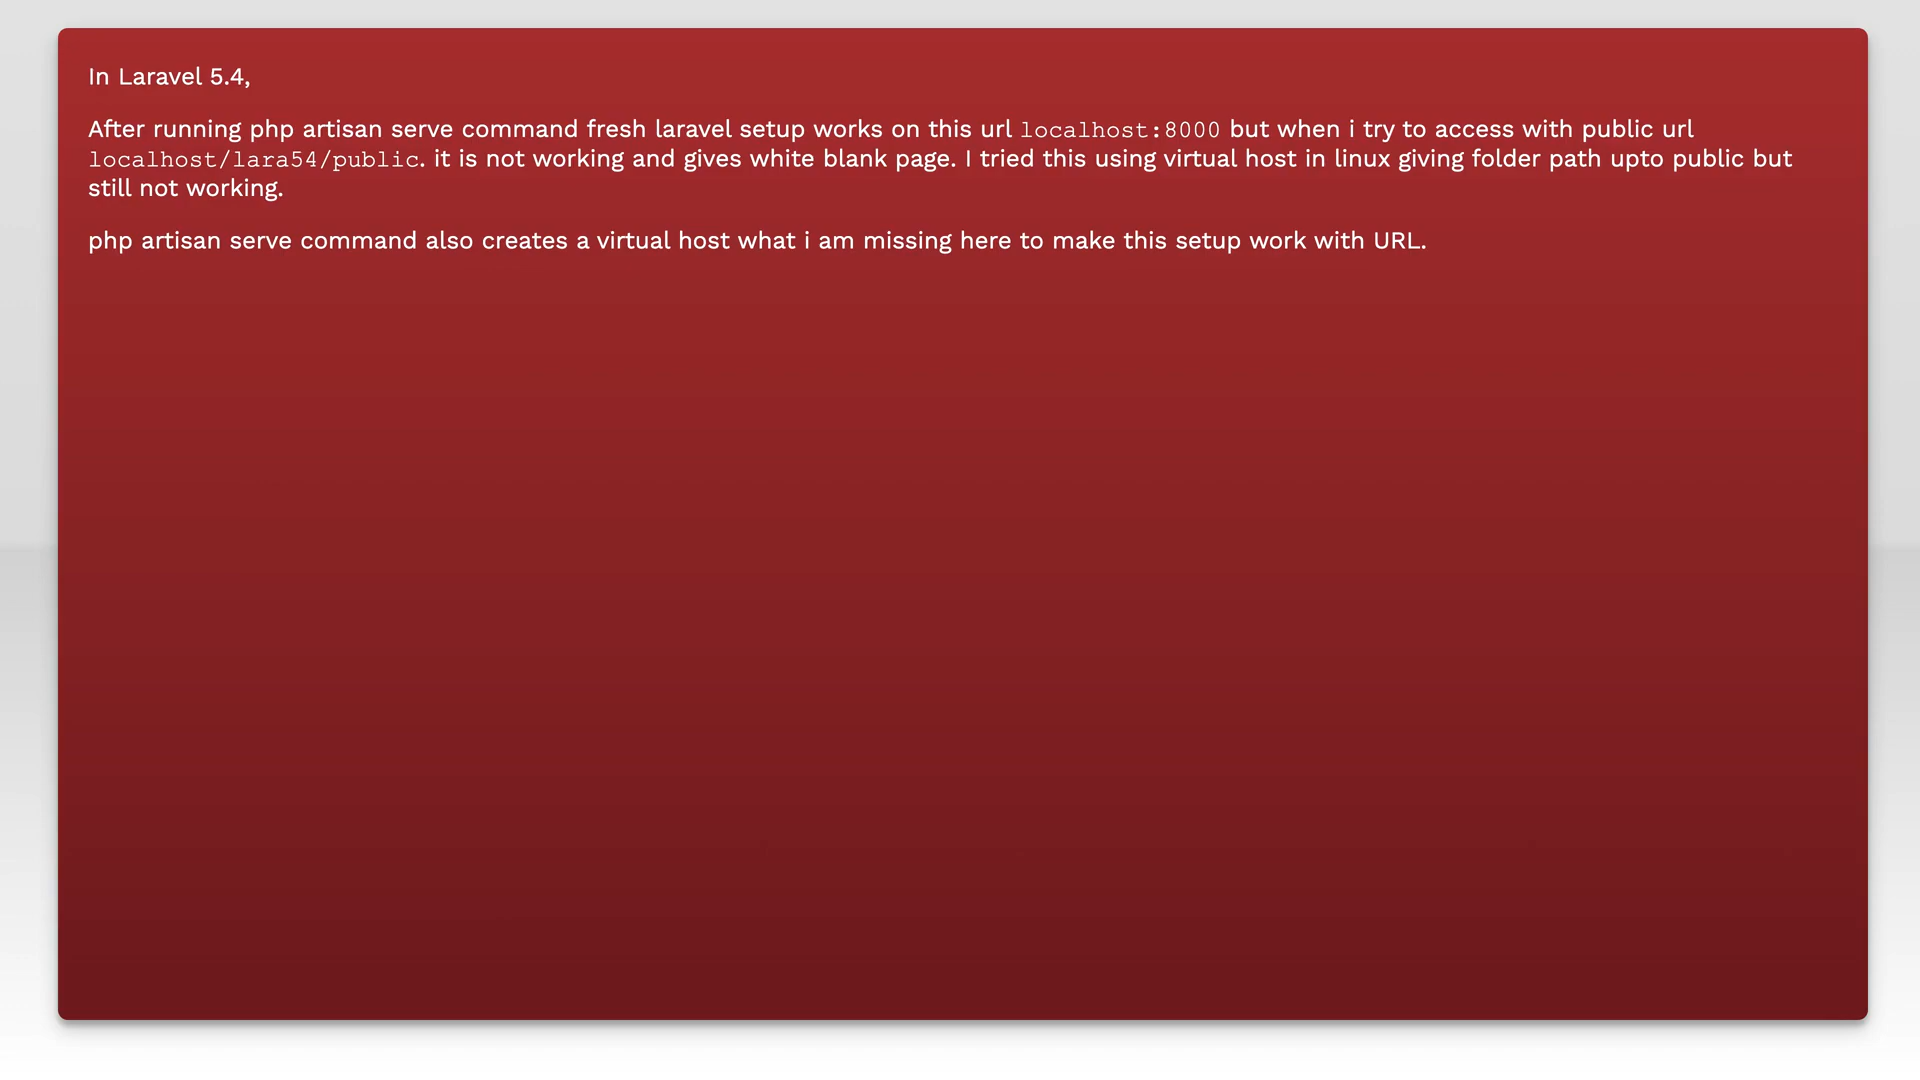 In Laravel 5.4,
After running php artisan serve command fresh laravel setup works on this url localhost:8000 but when i try to access with public url
localhost/lara54/public. it is not working and gives white blank page. I tried this using virtual host in linux giving folder path upto public but
still not working.
php artisan serve command also creates a virtual host what i am missing here to make this setup work with URL.